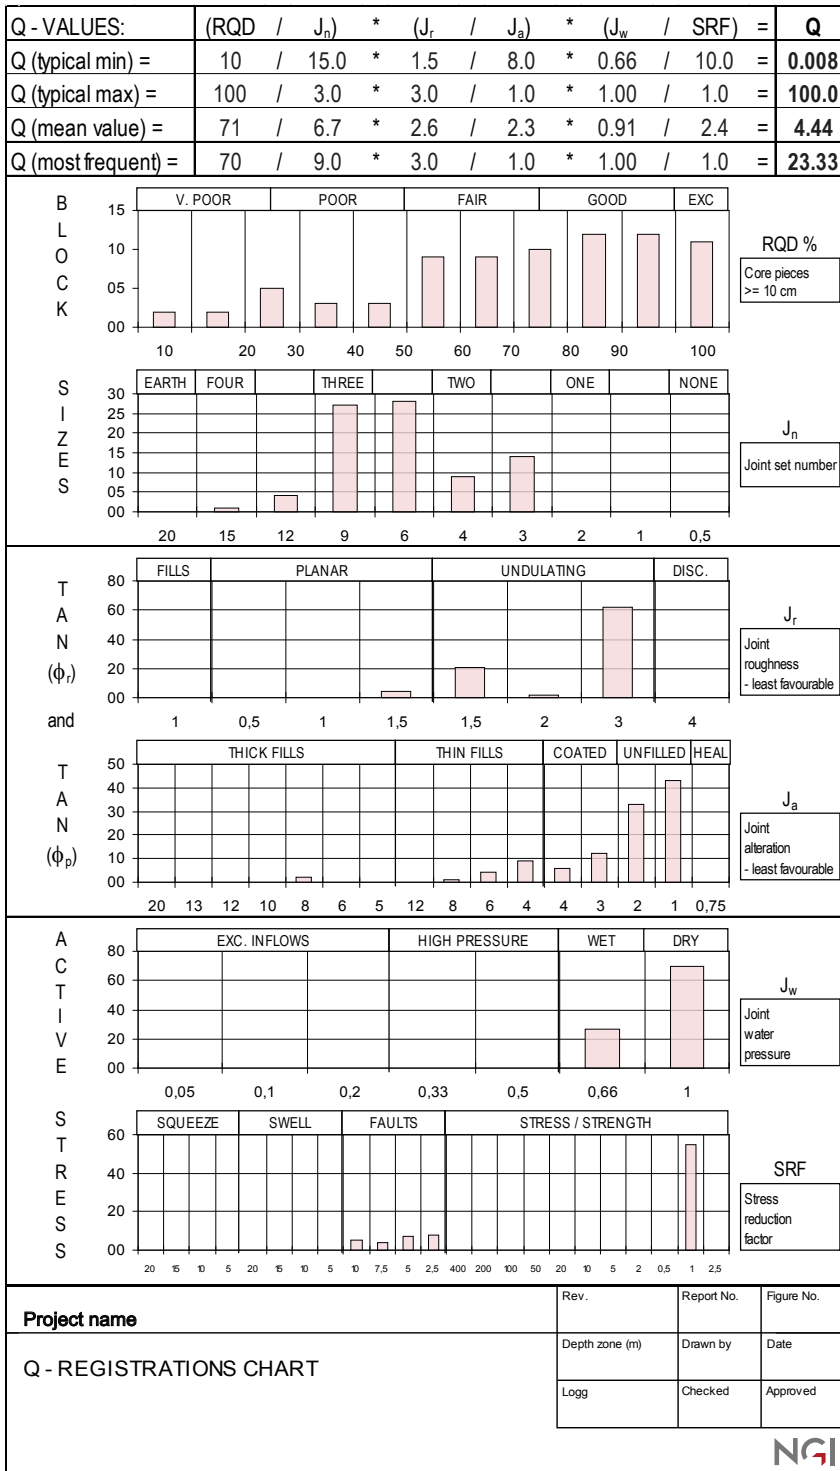 Q - VALUES: (RQD / Jn) * (Jr / Ja) * (Jw / SRF) = Q
Q (typical min) = 10 / 15.0 * 1.5 / 8.0 * 0.66 / 10.0 = 0.008
Q (typical max) = 100 / 3.0 * 3.0 / 1.0 * 1.00 / 1.0 = 100.0
Q (mean value) = 71 / 6.7 * 2.6 / 2.3 * 0.91 / 2.4 = 4.44
Q (most frequent) = 70 / 9.0 * 3.0 / 1.0 * 1.00 / 1.0 = 23.33
BLOCK
V. POOR POOR FAIR GOOD EXC
15
10
05
00
10 20 30 40 50 60 70 80 90 100
RQD %
Core pieces
>= 10 cm
SIZES
EARTH FOUR THREE TWO ONE NONE
30
25
20
15
10
05
00
20 15 12 9 6 4 3 2 1 0,5
Jn
Joint set number
TAN
(ϕr)
FILLS PLANAR UNDULATING DISC.
80
60
40
20
00
1 0,5 1 1,5 1,5 2 3 4
Jr
Joint
roughness
- least favourable
and
TAN
(ϕp)
THICK FILLS THIN FILLS COATED UNFILLED HEAL
50
40
30
20
10
00
20 13 12 10 8 6 5 12 8 6 4 4 3 2 1 0,75
Ja
Joint
alteration
- least favourable
ACTIVE
EXC. INFLOWS HIGH PRESSURE WET DRY
80
60
40
20
00
0,05 0,1 0,2 0,33 0,5 0,66 1
Jw
Joint
water
pressure
STRESS
SQUEEZE SWELL FAULTS STRESS / STRENGTH
60
40
20
00
20 15 10 5 20 15 10 5 10 7,5 5 2,5 400 200 100 50 20 10 5 2 0,5 1 2,5
SRF
Stress
reduction
factor
Project name
Q - REGISTRATIONS CHART
Rev. Report No. Figure No.
Depth zone (m) Drawn by Date
Logg Checked Approved
NGI